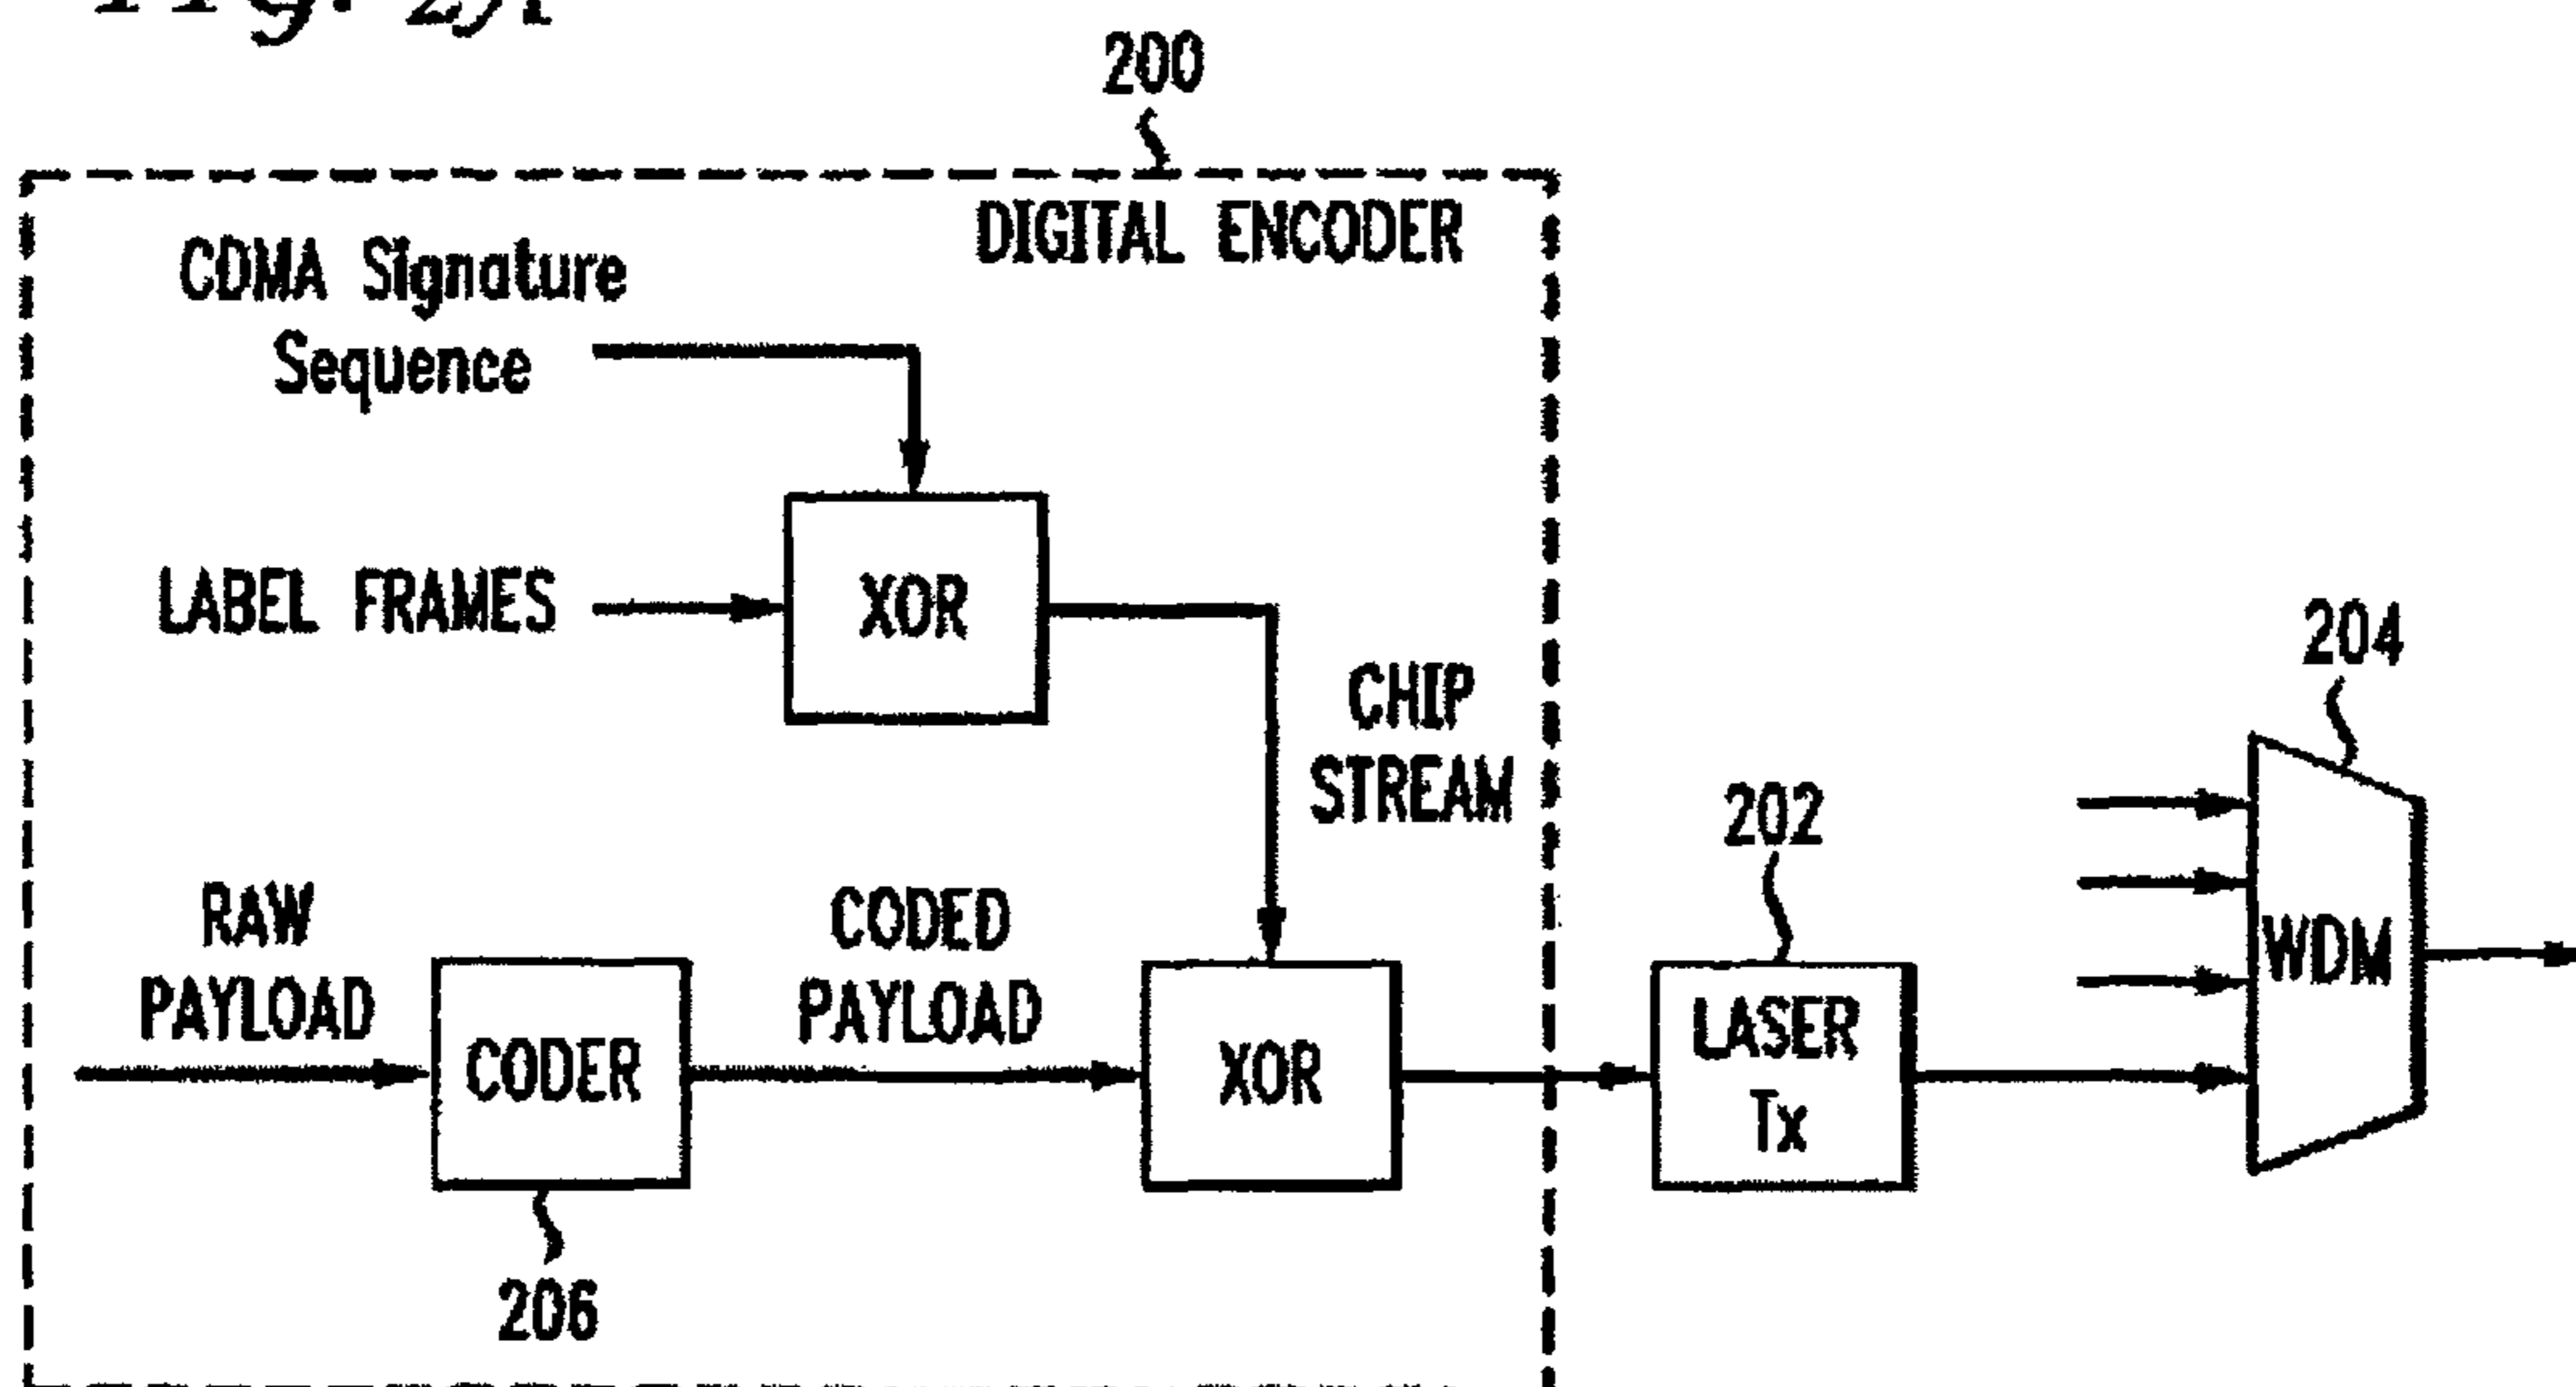 200
DIGITAL ENCODER
CDMA Signature
Sequence
LABEL FRAMES
XOR
CHIP
STREAM
204
202
RAW
PAYLOAD
CODER
CODED
PAYLOAD
XOR
LASER
Tx
WDM
206